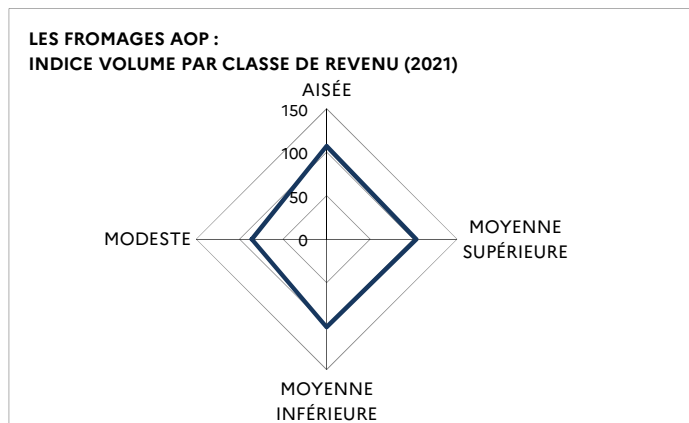 LES FROMAGES AOP :
INDICE VOLUME PAR CLASSE DE REVENU (2021)
AISÉE
150
100
50
0
MODESTE
MOYENNE
SUPÉRIEURE
MOYENNE
INFÉRIEURE